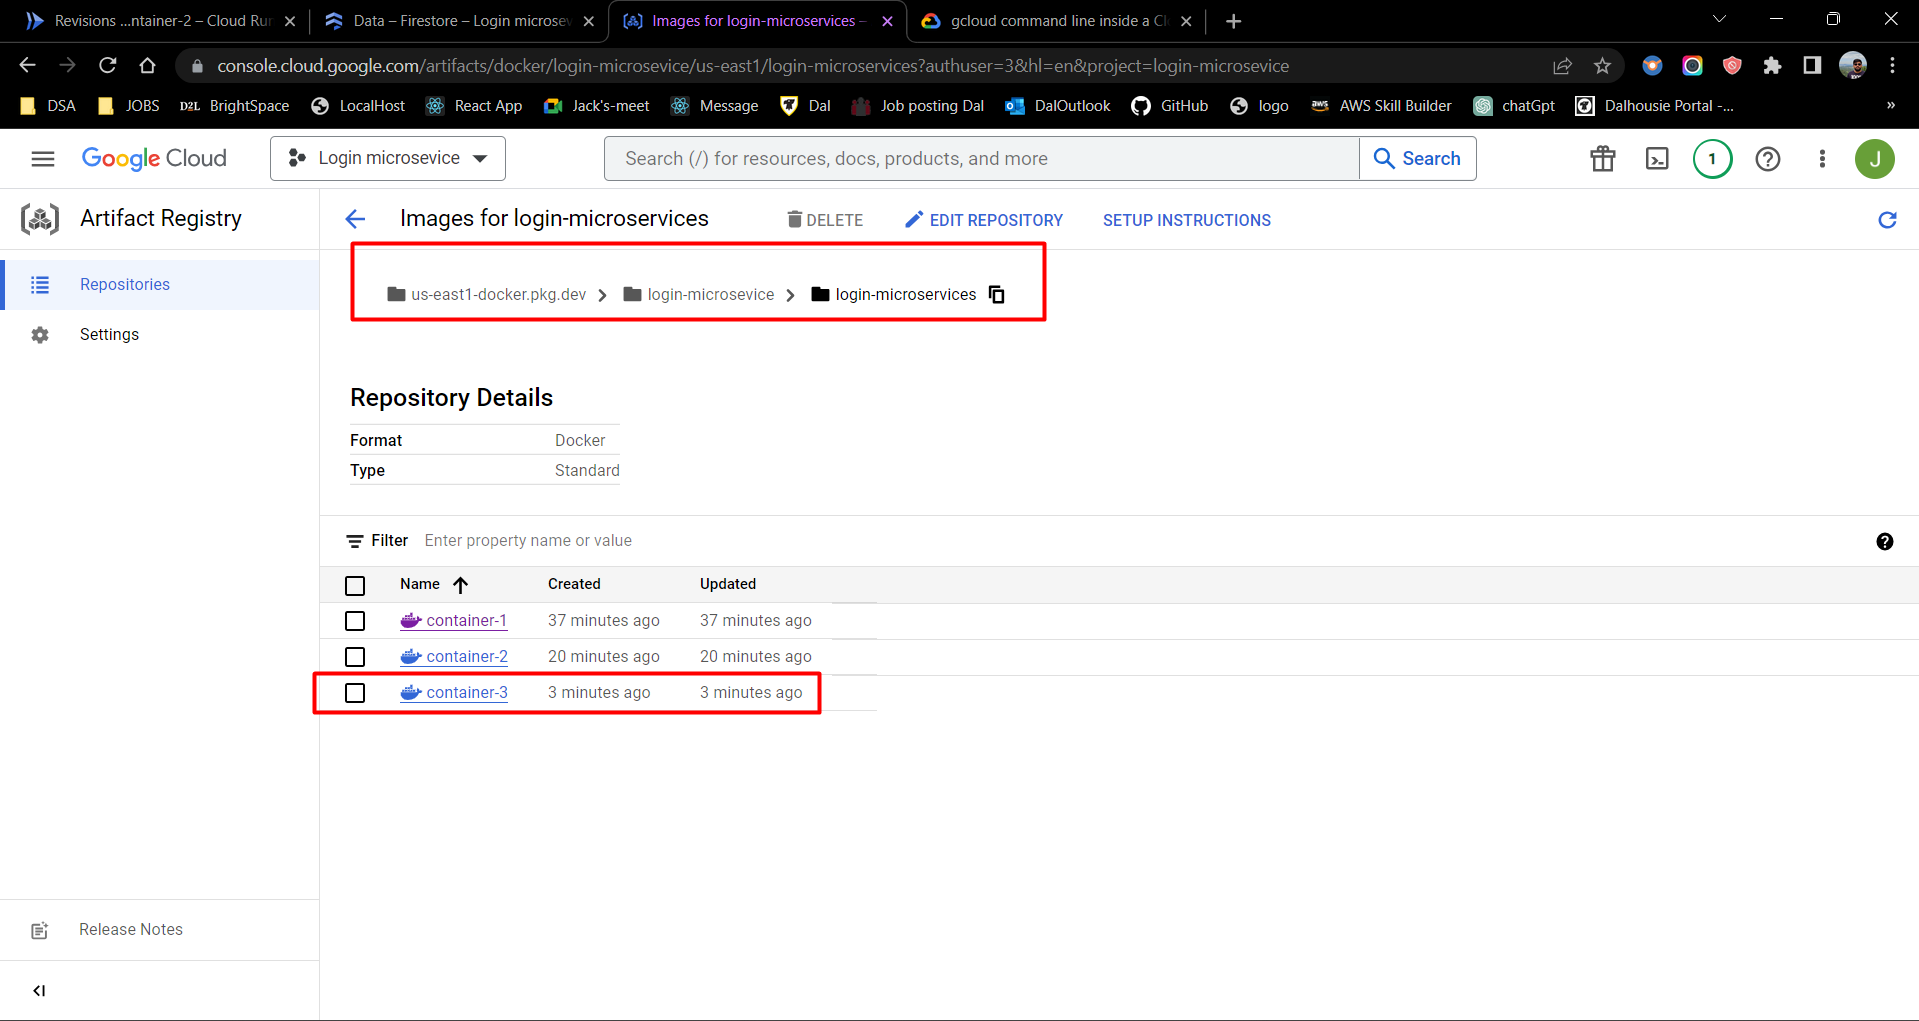 Revisions ...ntainer-2 – Cloud Run
Data – Firestore – Login microsev
Images for login-microservices –
gcloud command line inside a Cl
console.cloud.google.com/artifacts/docker/login-microsevice/us-east1/login-microservices?authuser=3&hl=en&project=login-microsevice
DSA JOBS D2L BrightSpace LocalHost React App Jack's-meet Message Dal Job posting Dal DalOutlook GitHub logo aws AWS Skill Builder chatGpt Dalhousie Portal -... »
Google Cloud Login microsevice Search (/) for resources, docs, products, and more Search 1 J
Artifact Registry
Images for login-microservices DELETE EDIT REPOSITORY SETUP INSTRUCTIONS
Repositories
Settings
us-east1-docker.pkg.dev login-microsevice login-microservices
Repository Details
Format Docker
Type Standard
Filter Enter property name or value
Name Created Updated
container-1 37 minutes ago 37 minutes ago
container-2 20 minutes ago 20 minutes ago
container-3 3 minutes ago 3 minutes ago
Release Notes